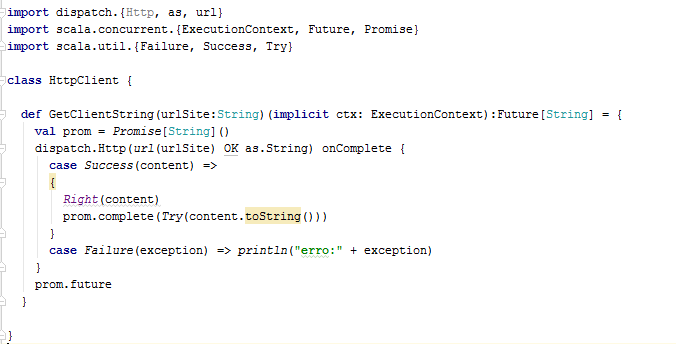 import dispatch.{Http, as, url}
import scala.concurrent.{ExecutionContext, Future, Promise}
import scala.util.{Failure, Success, Try}
class HttpClient {
def GetClientString(urlSite:String)(implicit ctx: ExecutionContext):Future[String] = {
val prom = Promise[String]()
dispatch.Http(url(urlSite) OK as.String) onComplete {
case Success(content) =>
{
Right(content)
prom.complete(Try(content.toString()))
}
case Failure(exception) => println("erro:" + exception)
}
prom.future
}
}